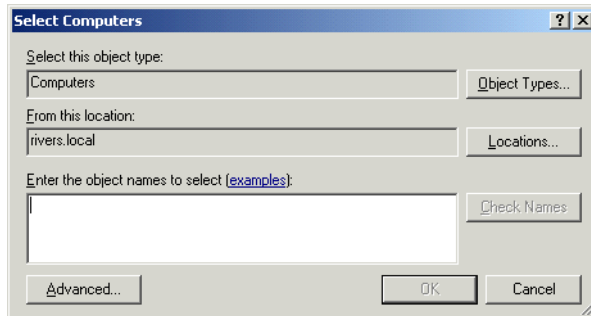 Select Computers
Select this object type:
Computers
Object Types...
From this location:
rivers.local
Locations...
Enter the object names to select (examples):
Check Names
Advanced...
OK
Cancel